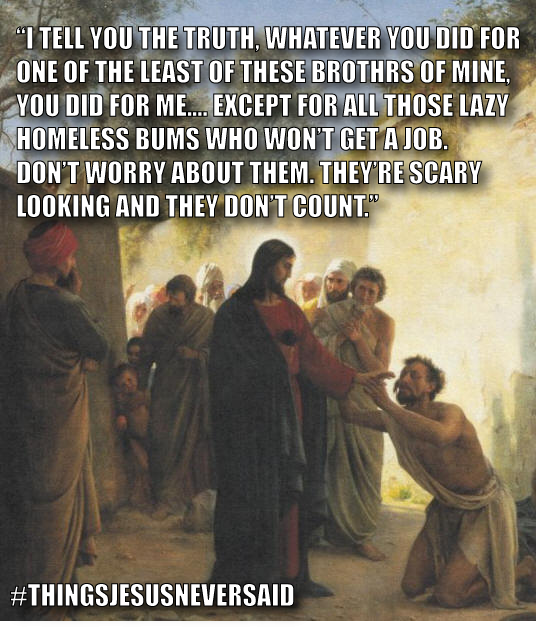 “I TELL YOU THE TRUTH, WHATEVER YOU DID FOR
ONE OF THE LEAST OF THESE BROTHRS OF MINE,
YOU DID FOR ME.... EXCEPT FOR ALL THOSE LAZY
HOMELESS BUMS WHO WON'T GET A JOB.
DON'T WORRY ABOUT THEM. THEY'RE SCARY
LOOKING AND THEY DON'T COUNT.”
#THINGSJESUSNEVERSAID